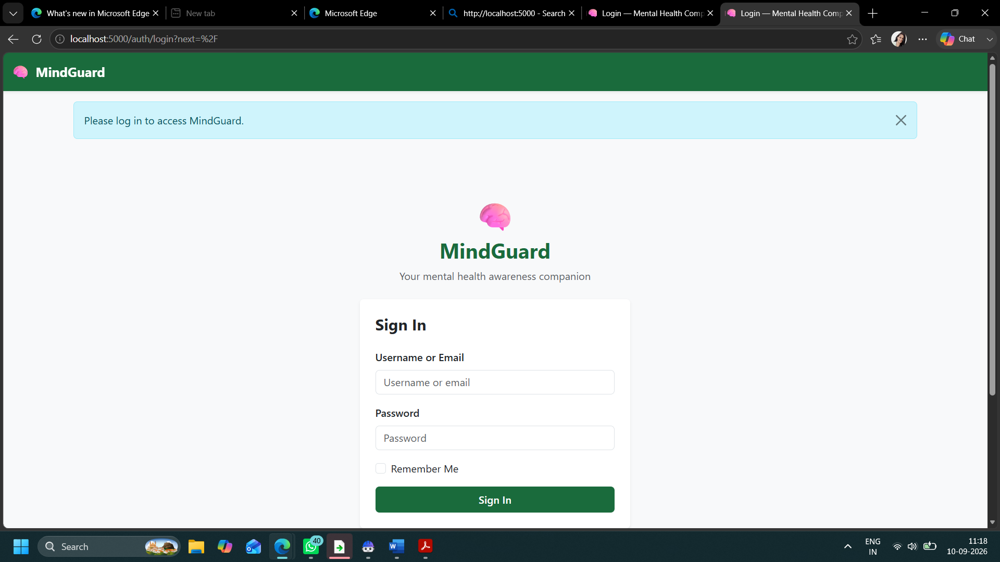 What's new in Microsoft Edge
New tab
Microsoft Edge
http://localhost:5000 - Search
Login — Mental Health Comp
Login — Mental Health Comp
localhost:5000/auth/login?next=%2F
Chat
MindGuard
Please log in to access MindGuard.
MindGuard
Your mental health awareness companion
Sign In
Username or Email
Username or email
Password
Password
Remember Me
Sign In
Search
40
ENG
IN
11:18
10-09-2026